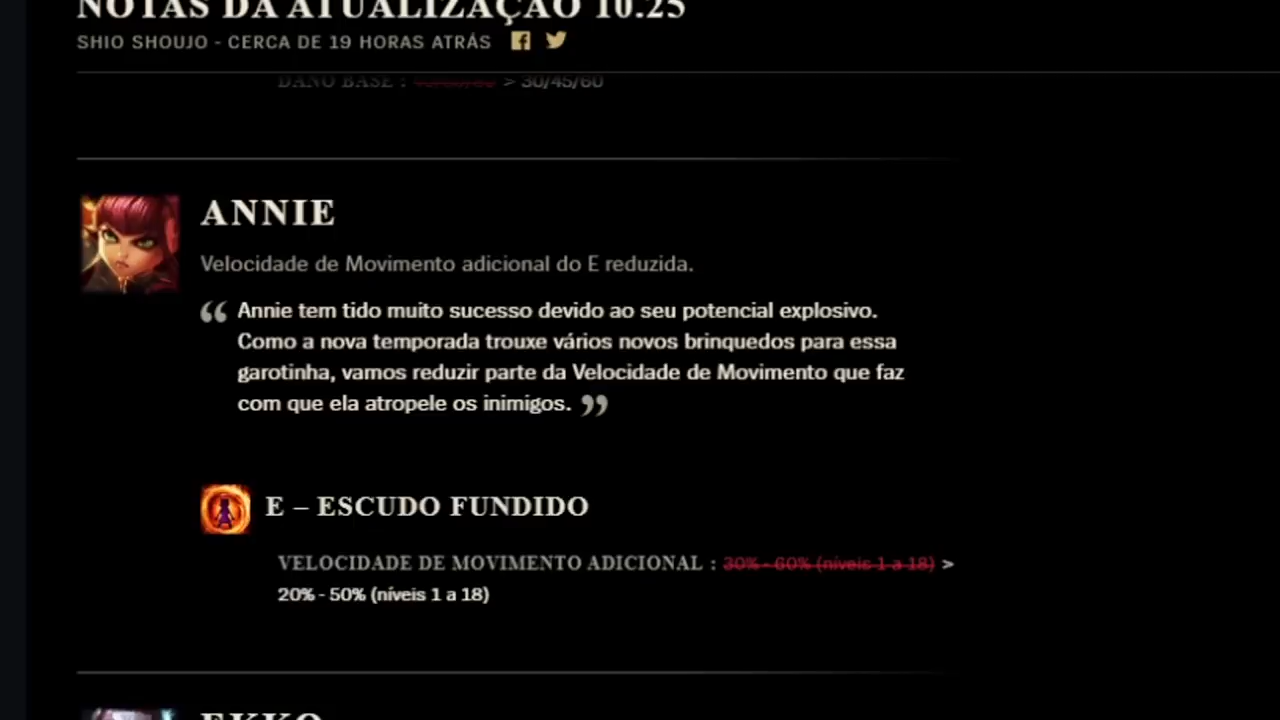 NOTAS DA ATUALIZAÇÃO 10.25
SHIO SHOUJO - CERCA DE 19 HORAS ATRÁS
DANO BASE : > 30/45/60
ANNIE
Velocidade de Movimento adicional do E reduzida.
“ Annie tem tido muito sucesso devido ao seu potencial explosivo.
Como a nova temporada trouxe vários novos brinquedos para essa
garotinha, vamos reduzir parte da Velocidade de Movimento que faz
com que ela atropele os inimigos. ”
E – ESCUDO FUNDIDO
VELOCIDADE DE MOVIMENTO ADICIONAL : 30% - 60% (níveis 1 a 18) >
20% - 50% (níveis 1 a 18)
EKKO